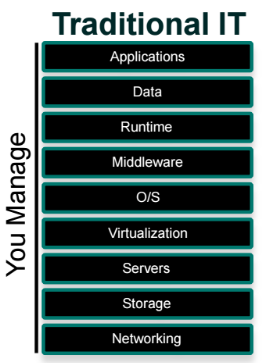 Traditional IT
You Manage
Applications
Data
Runtime
Middleware
O/S
Virtualization
Servers
Storage
Networking